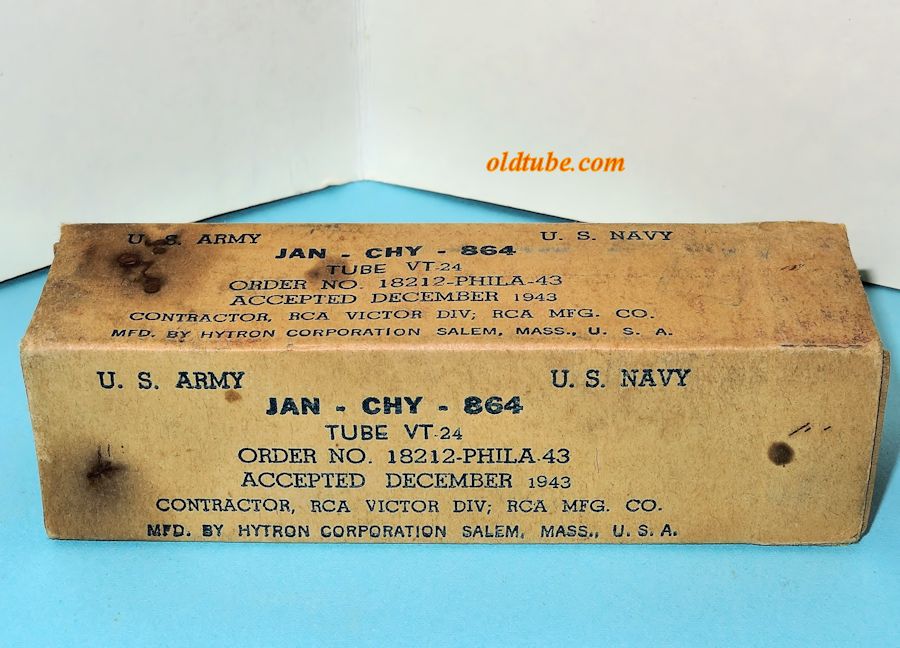 oldtube.com
U. S. ARMY U. S. NAVY
JAN - CHY - 864
TUBE VT-24
ORDER NO. 18212-PHILA-43
ACCEPTED DECEMBER 1943
CONTRACTOR, RCA VICTOR DIV; RCA MFG. CO.
MFD. BY HYTRON CORPORATION SALEM, MASS., U. S. A.
U. S. ARMY U. S. NAVY
JAN - CHY - 864
TUBE VT-24
ORDER NO. 18212-PHILA-43
ACCEPTED DECEMBER 1943
CONTRACTOR, RCA VICTOR DIV; RCA MFG. CO.
MFD. BY HYTRON CORPORATION SALEM, MASS., U. S. A.